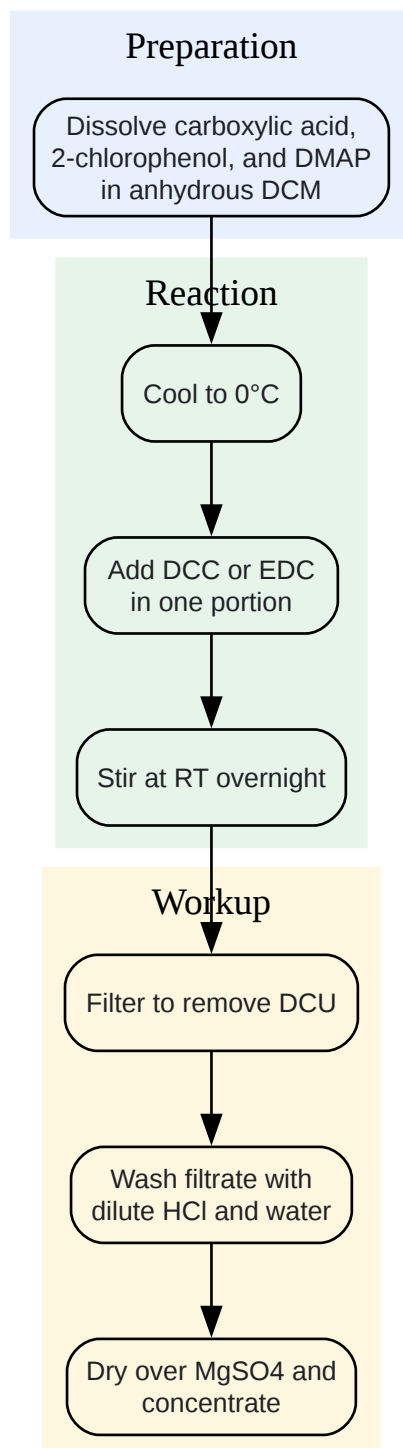 Preparation
Dissolve carboxylic acid,
2-chlorophenol, and DMAP
in anhydrous DCM
Reaction
Cool to 0°C
Add DCC or EDC
in one portion
Stir at RT overnight
Workup
Filter to remove DCU
Wash filtrate with
dilute HCl and water
Dry over MgSO4 and
concentrate